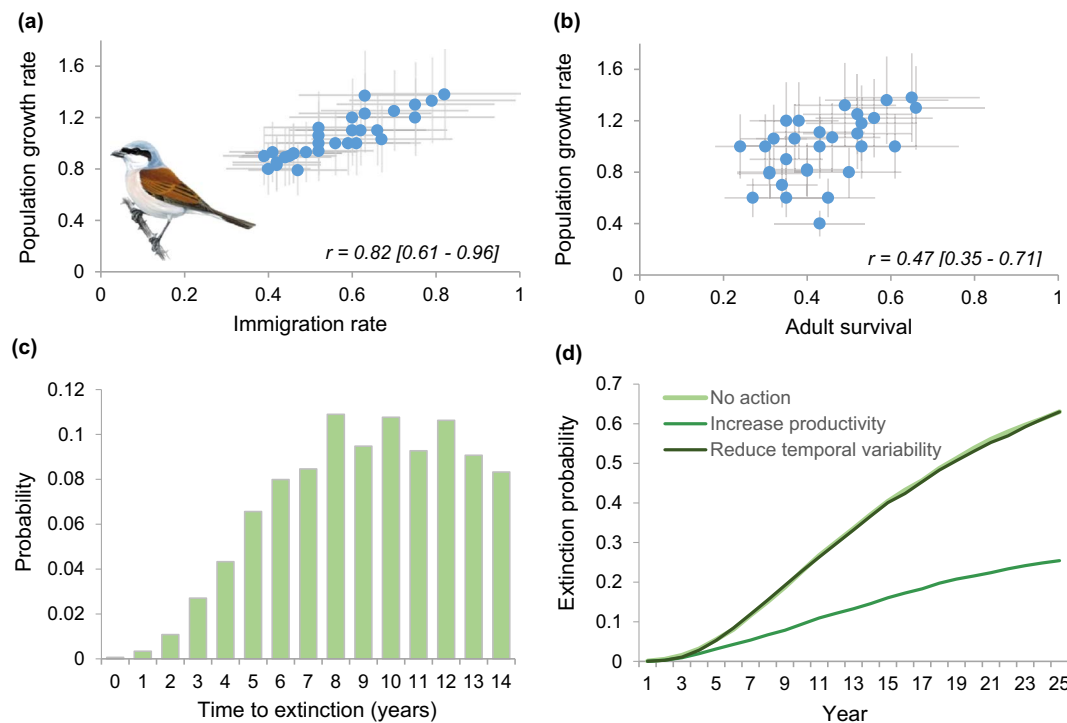 (a)
Population growth rate
1.6
1.2
0.8
0.4
0
0 0.2 0.4 0.6 0.8 1
Immigration rate
r = 0.82 [0.61 - 0.96]
(b)
Population growth rate
1.6
1.2
0.8
0.4
0
0 0.2 0.4 0.6 0.8 1
Adult survival
r = 0.47 [0.35 - 0.71]
(c)
Probability
0.12
0.1
0.08
0.06
0.04
0.02
0
0 1 2 3 4 5 6 7 8 9 10 11 12 13 14
Time to extinction (years)
(d)
Extinction probability
0.7
0.6
0.5
0.4
0.3
0.2
0.1
0
No action
Increase productivity
Reduce temporal variability
1 3 5 7 9 11 13 15 17 19 21 23 25
Year